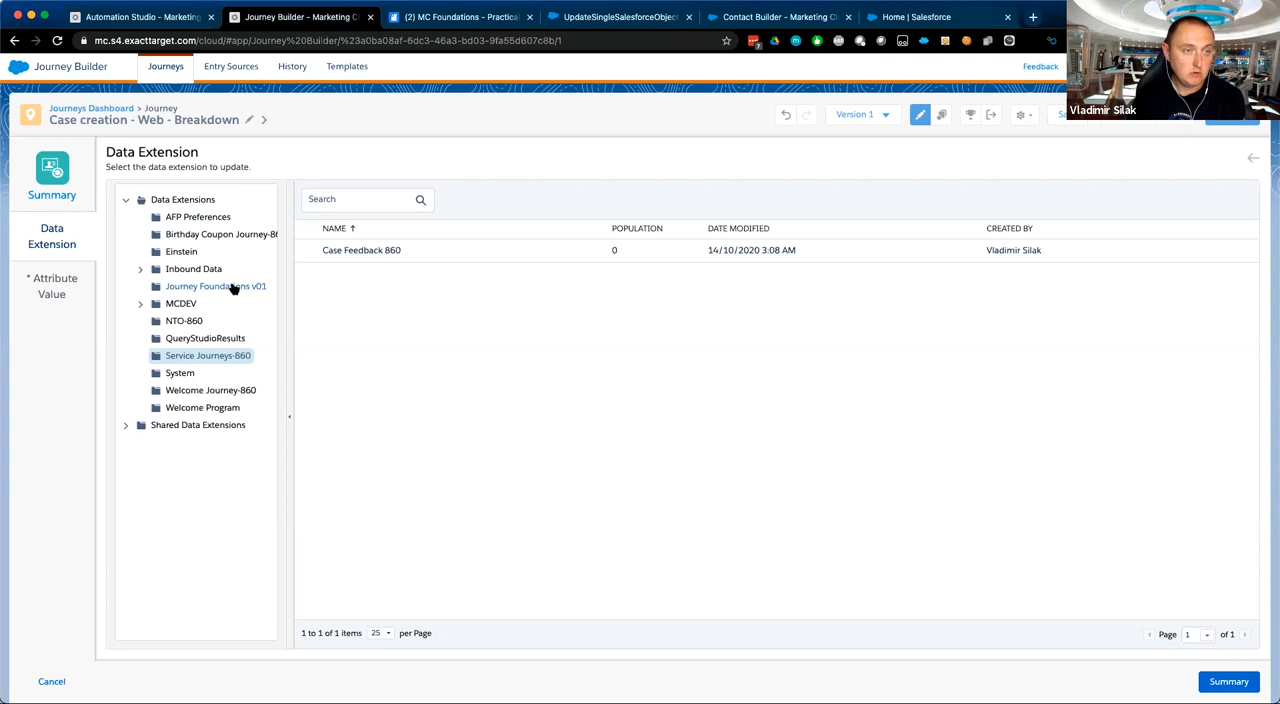 Automation Studio - Marketing
Journey Builder - Marketing Cl
(2) MC Foundations - Practical
UpdateSingleSalesforceObjec
Contact Builder - Marketing Cl
Home | Salesforce
mc.s4.exacttarget.com/cloud/#app/Journey%20Builder/%23a0ba08af-6dc3-46a3-bd03-9fa55d607c8b/1
Journey Builder
Journeys
Entry Sources
History
Templates
Feedback
Vladimir Silak
Journeys Dashboard > Journey
Case creation - Web - Breakdown
Version 1
Summary
Data Extension
Select the data extension to update.
Data
Extension
* Attribute
Value
Data Extensions
AFP Preferences
Birthday Coupon Journey-86
Einstein
Inbound Data
Journey Foundations v01
MCDEV
NTO-860
QueryStudioResults
Service Journeys-860
System
Welcome Journey-860
Welcome Program
Shared Data Extensions
Search
NAME POPULATION DATE MODIFIED CREATED BY
Case Feedback 860 0 14/10/2020 3:08 AM Vladimir Silak
1 to 1 of 1 items 25 per Page
Page 1 of 1
Cancel
Summary